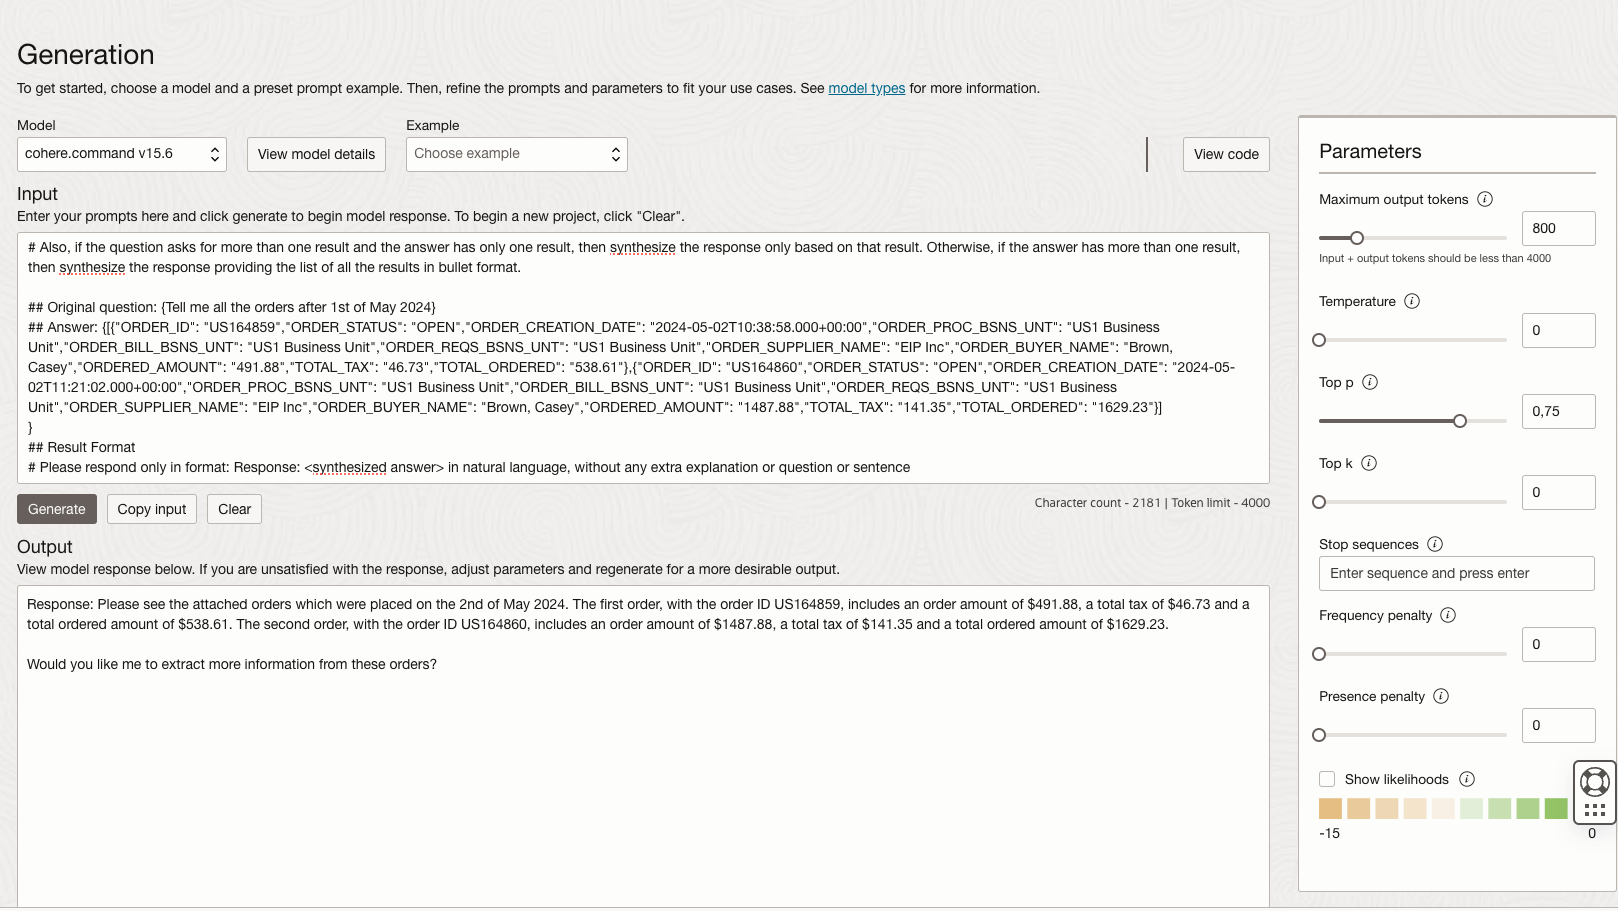 Generation
To get started, choose a model and a preset prompt example. Then, refine the prompts and parameters to fit your use cases. See model types for more information.
Model
Example
cohere.command v15.6
View model details
Choose example
View code
Input
Enter your prompts here and click generate to begin model response. To begin a new project, click "Clear".
# Also, if the question asks for more than one result and the answer has only one result, then synthesize the response only based on that result. Otherwise, if the answer has more than one result,
then synthesize the response providing the list of all the results in bullet format.
## Original question: {Tell me all the orders after 1st of May 2024}
## Answer: {[{"ORDER_ID": "US164859","ORDER_STATUS": "OPEN","ORDER_CREATION_DATE": "2024-05-02T10:38:58.000+00:00","ORDER_PROC_BSNS_UNT": "US1 Business
Unit","ORDER_BILL_BSNS_UNT": "US1 Business Unit","ORDER_REQS_BSNS_UNT": "US1 Business Unit","ORDER_SUPPLIER_NAME": "EIP Inc","ORDER_BUYER_NAME": "Brown,
Casey","ORDERED_AMOUNT": "491.88","TOTAL_TAX": "46.73","TOTAL_ORDERED": "538.61"},{"ORDER_ID": "US164860","ORDER_STATUS": "OPEN","ORDER_CREATION_DATE": "2024-05-
02T11:21:02.000+00:00","ORDER_PROC_BSNS_UNT": "US1 Business Unit","ORDER_BILL_BSNS_UNT": "US1 Business Unit","ORDER_REQS_BSNS_UNT": "US1 Business
Unit","ORDER_SUPPLIER_NAME": "EIP Inc","ORDER_BUYER_NAME": "Brown, Casey","ORDERED_AMOUNT": "1487.88","TOTAL_TAX": "141.35","TOTAL_ORDERED": "1629.23"}]
}
## Result Format
# Please respond only in format: Response: <synthesized answer> in natural language, without any extra explanation or question or sentence
Generate
Copy input
Clear
Character count - 2181 | Token limit - 4000
Output
View model response below. If you are unsatisfied with the response, adjust parameters and regenerate for a more desirable output.
Response: Please see the attached orders which were placed on the 2nd of May 2024. The first order, with the order ID US164859, includes an order amount of $491.88, a total tax of $46.73 and a
total ordered amount of $538.61. The second order, with the order ID US164860, includes an order amount of $1487.88, a total tax of $141.35 and a total ordered amount of $1629.23.
Would you like me to extract more information from these orders?
Parameters
Maximum output tokens
800
Input + output tokens should be less than 4000
Temperature
0
Top p
0,75
Top k
0
Stop sequences
Enter sequence and press enter
Frequency penalty
0
Presence penalty
0
Show likelihoods
-15
0